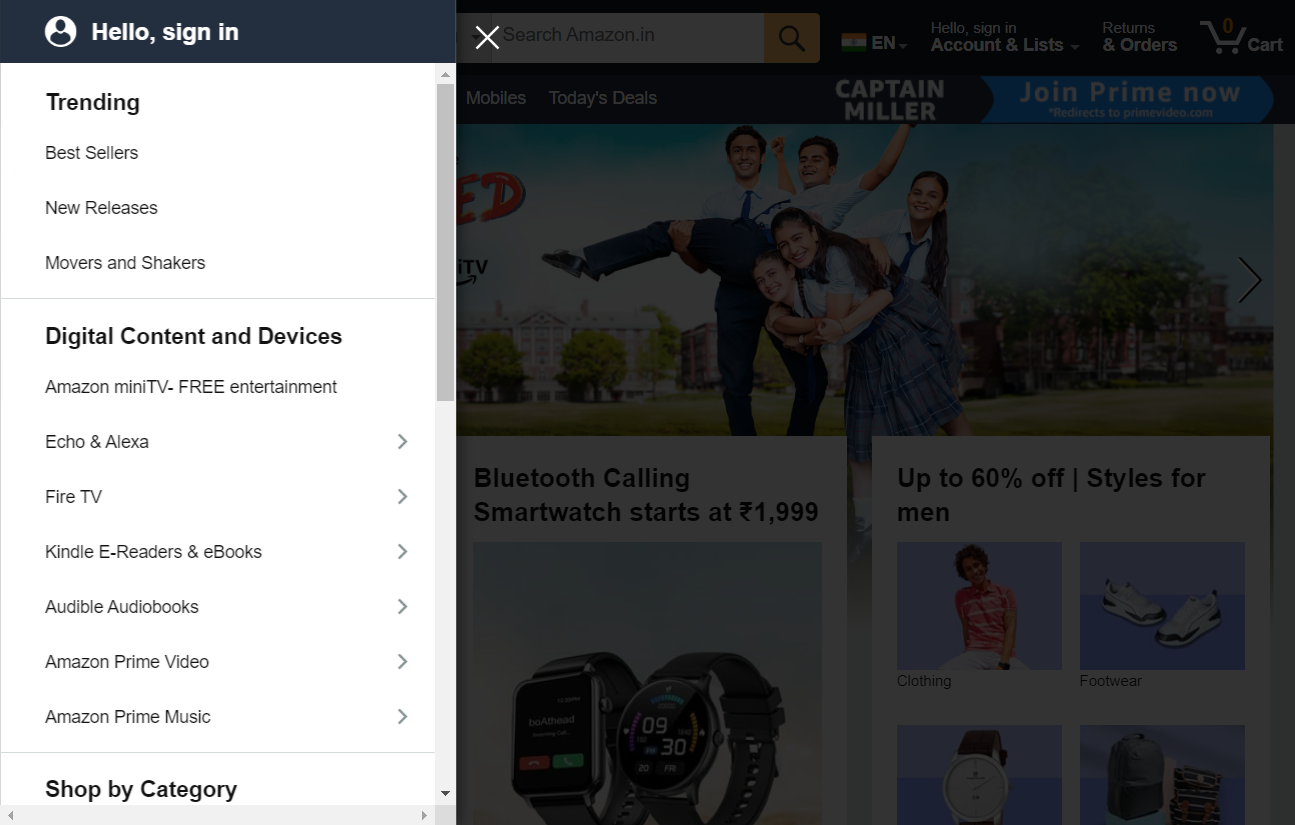 Hello, sign in
Search Amazon.in
EN
Hello, sign in
Account & Lists
Returns
& Orders
0
Cart
Mobiles
Today's Deals
CAPTAIN
MILLER
Join Prime now
*Redirects to primevideo.com
Trending
Best Sellers
New Releases
Movers and Shakers
Digital Content and Devices
Amazon miniTV- FREE entertainment
Echo & Alexa
Fire TV
Kindle E-Readers & eBooks
Audible Audiobooks
Amazon Prime Video
Amazon Prime Music
Shop by Category
ED
iTV
Bluetooth Calling
Smartwatch starts at ₹1,999
boAthead
Incoming Call...
09
30
20 FRI
Up to 60% off | Styles for
men
Clothing
Footwear